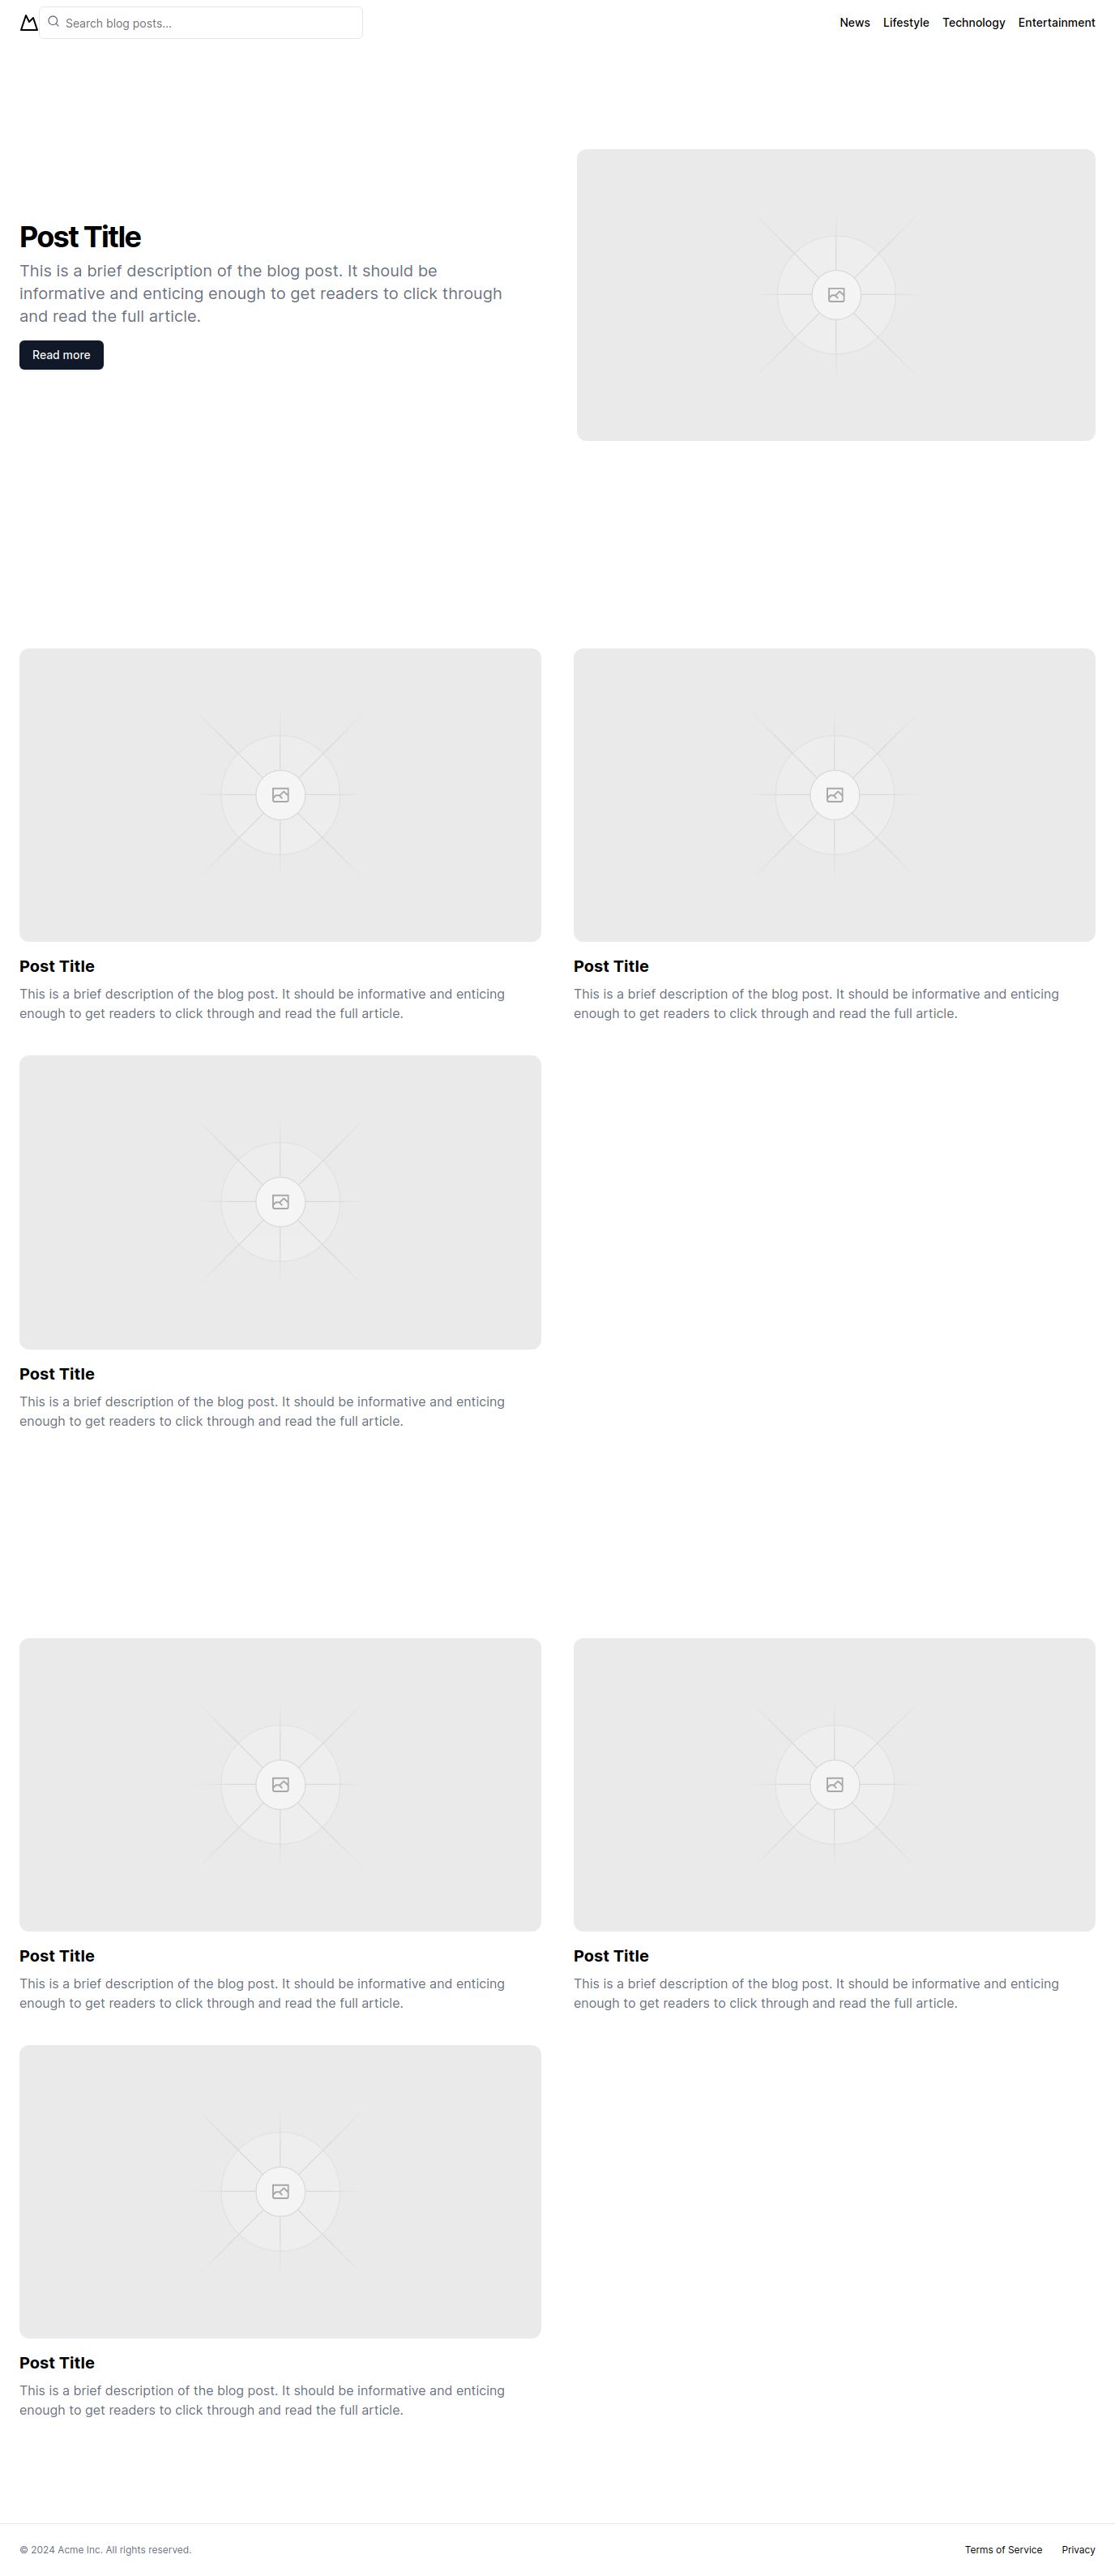 Search blog posts...
News Lifestyle Technology Entertainment
Post Title
This is a brief description of the blog post. It should be
informative and enticing enough to get readers to click through
and read the full article.
Read more
Post Title
This is a brief description of the blog post. It should be informative and enticing
enough to get readers to click through and read the full article.
Post Title
This is a brief description of the blog post. It should be informative and enticing
enough to get readers to click through and read the full article.
Post Title
This is a brief description of the blog post. It should be informative and enticing
enough to get readers to click through and read the full article.
Post Title
This is a brief description of the blog post. It should be informative and enticing
enough to get readers to click through and read the full article.
Post Title
This is a brief description of the blog post. It should be informative and enticing
enough to get readers to click through and read the full article.
Post Title
This is a brief description of the blog post. It should be informative and enticing
enough to get readers to click through and read the full article.
© 2024 Acme Inc. All rights reserved.
Terms of Service Privacy